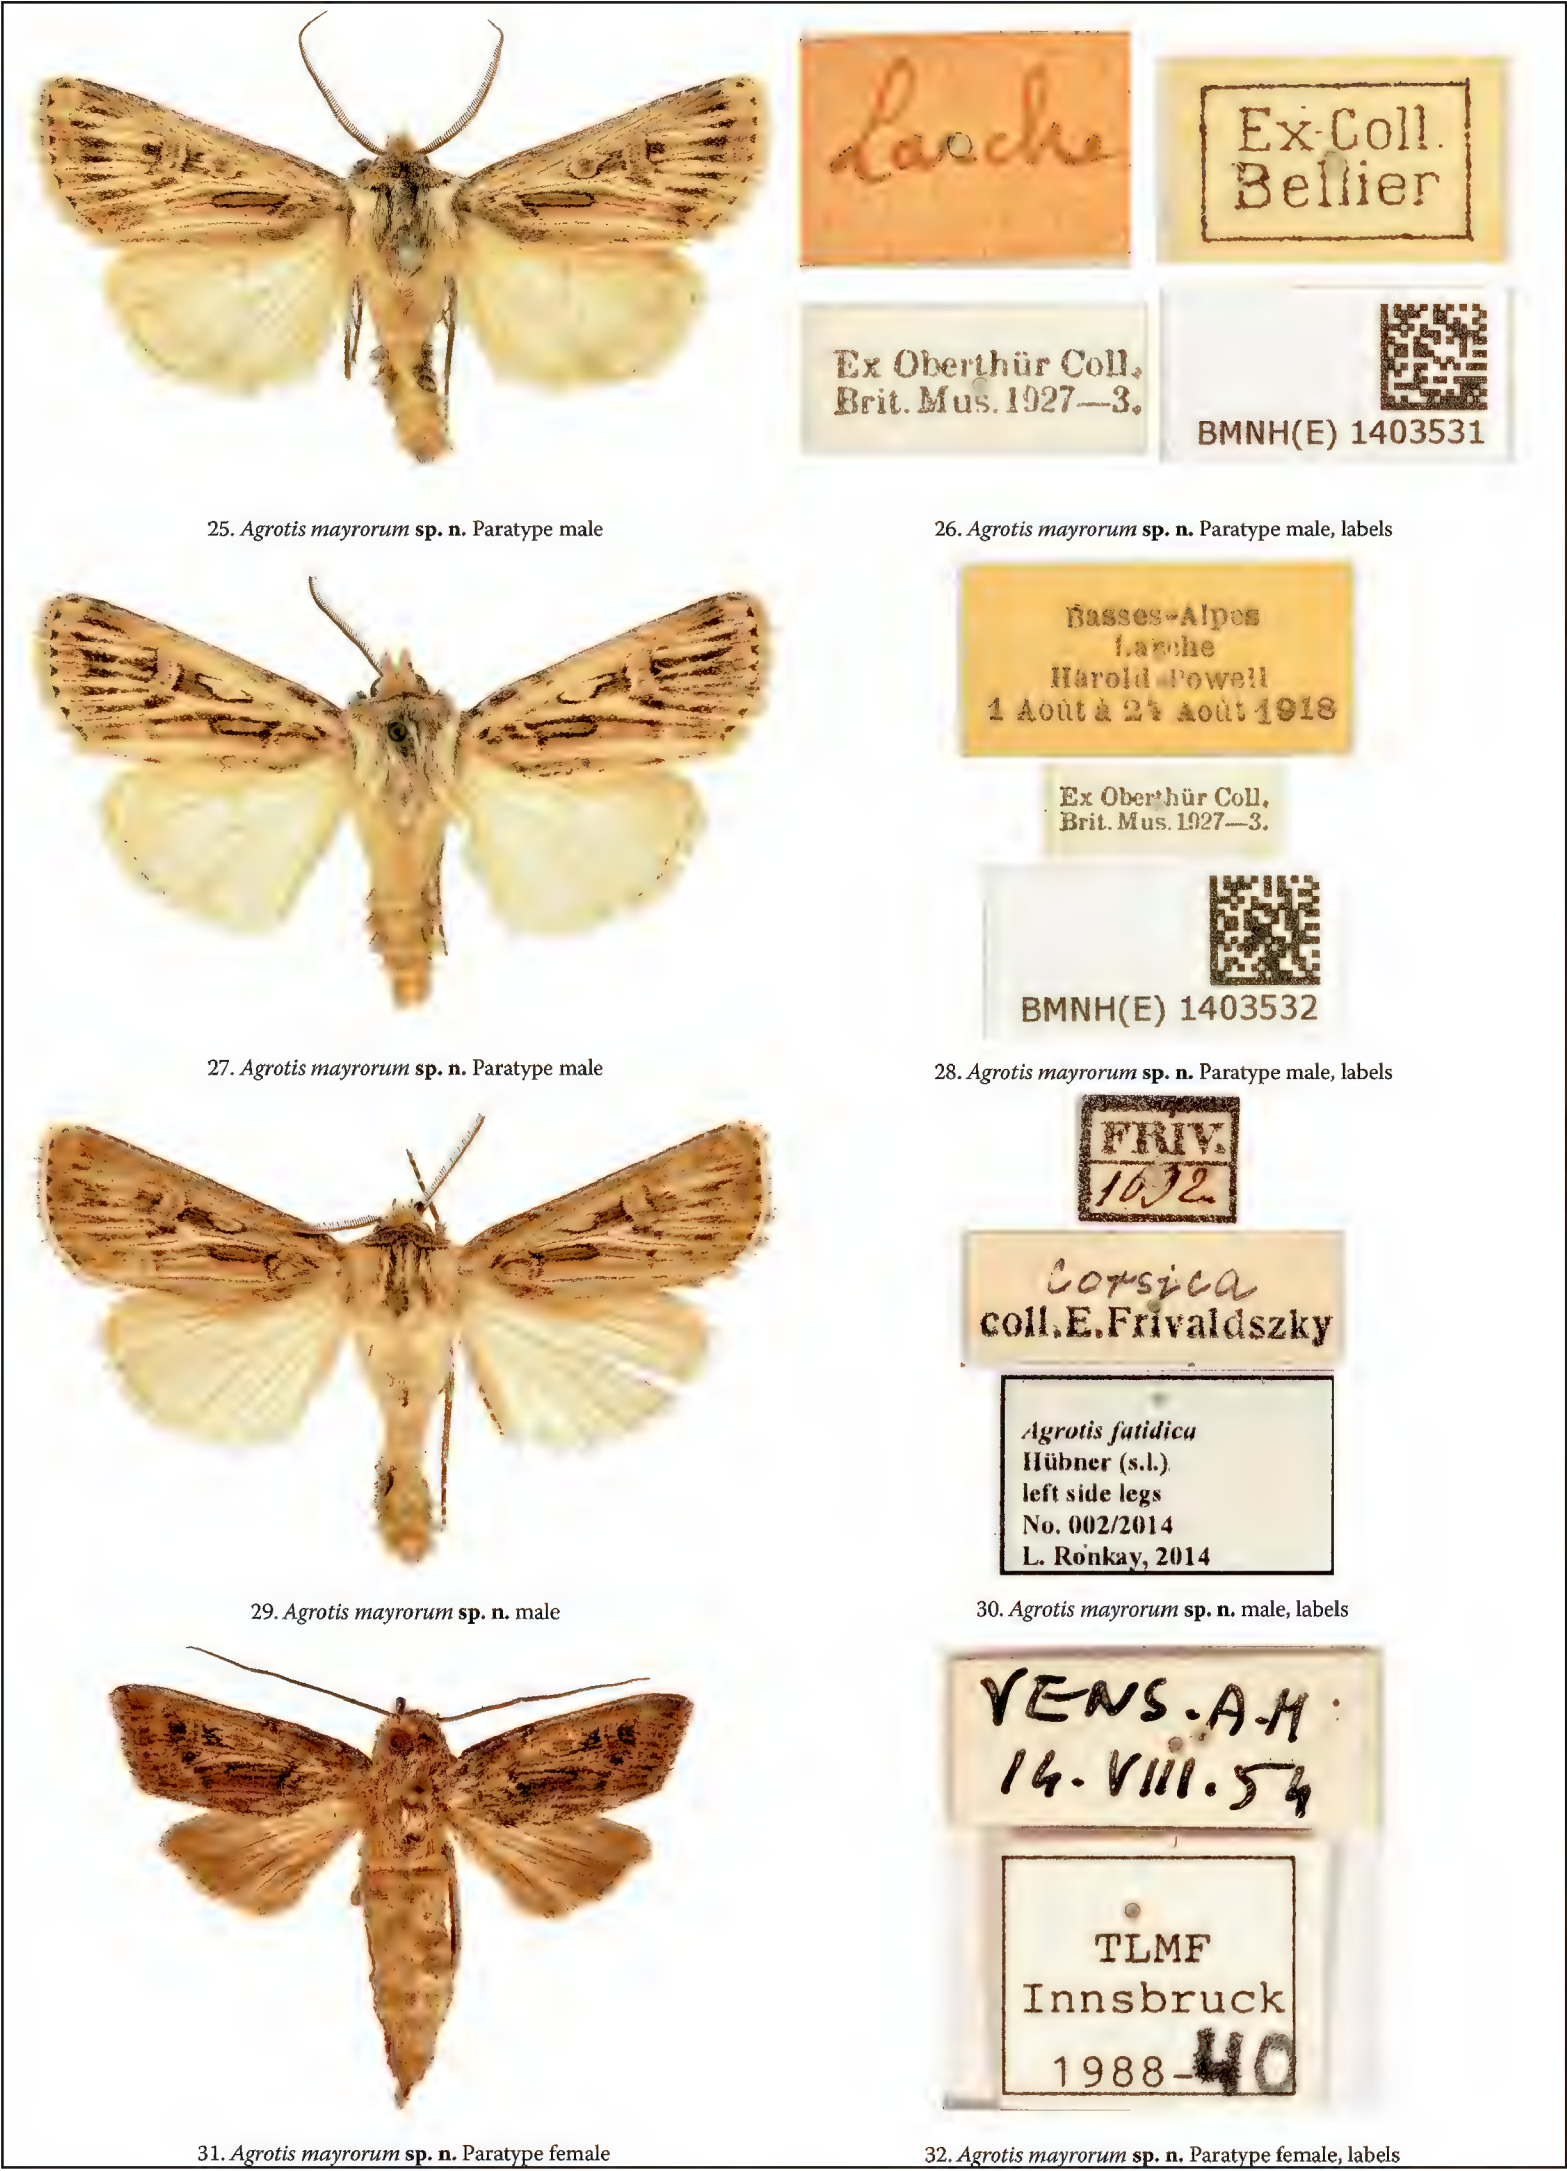 Larche
Ex Coll.
Bellier
Ex Oberthür Coll.
Brit. Mus. 1927—3.
BMNH(E) 1403531
25. Agrotis mayrorum sp. n. Paratype male
26. Agrotis mayrorum sp. n. Paratype male, labels
Basses-Alpes
Larche
Harold Powell
1 Août à 24 Août 1918
Ex Oberthür Coll.
Brit. Mus. 1927—3.
BMNH(E) 1403532
27. Agrotis mayrorum sp. n. Paratype male
28. Agrotis mayrorum sp. n. Paratype male, labels
FRIV.
1692
Corsica
coll. E. Frivaldszky
Agrotis fatidica
Hübner (s.l.)
left side legs
No. 002/2014
L. Ronkay, 2014
29. Agrotis mayrorum sp. n. male
30. Agrotis mayrorum sp. n. male, labels
VENS. A.M.
14. VIII. 54
TLMF
Innsbruck
1988-40
31. Agrotis mayrorum sp. n. Paratype female
32. Agrotis mayrorum sp. n. Paratype female, labels